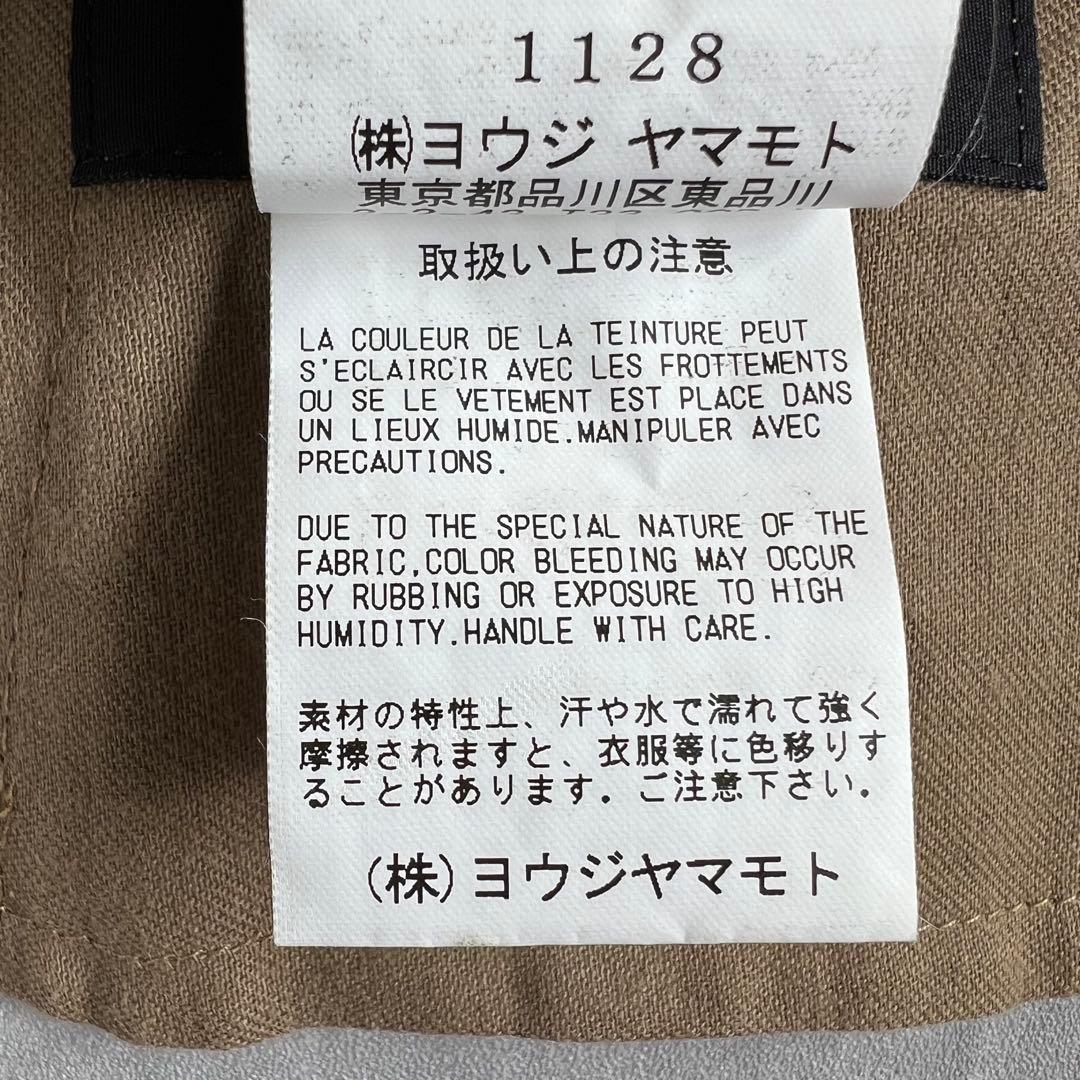 1128
㈱ヨウジ ヤマモト
東京都品川区東品川
取扱い上の注意
LA COULEUR DE LA TEINTURE PEUT
S'ECLAIRCIR AVEC LES FROTTEMENTS
OU SE LE VETEMENT EST PLACE DANS
UN LIEUX HUMIDE.MANIPULER AVEC
PRECAUTIONS.
DUE TO THE SPECIAL NATURE OF THE
FABRIC,COLOR BLEEDING MAY OCCUR
BY RUBBING OR EXPOSURE TO HIGH
HUMIDITY.HANDLE WITH CARE.
素材の特性上、汗や水で濡れて強く
摩擦されますと、衣服等に色移りす
ることがあります. ご注意下さい.
(株)ヨウジヤマモト